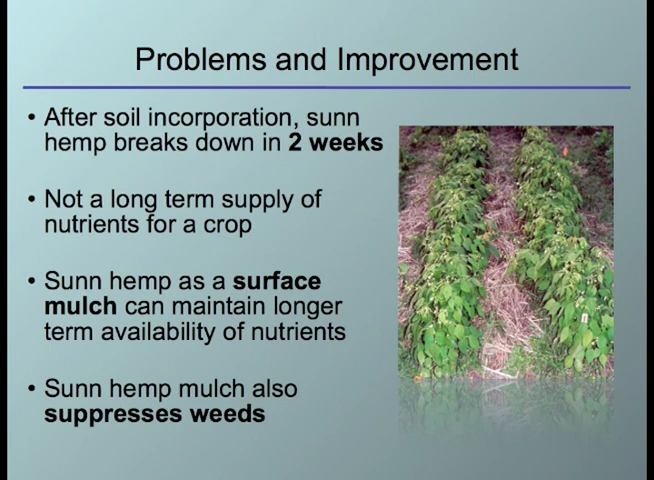 Problems and Improvement
• After soil incorporation, sunn
hemp breaks down in 2 weeks
• Not a long term supply of
nutrients for a crop
• Sunn hemp as a surface
mulch can maintain longer
term availability of nutrients
• Sunn hemp mulch also
suppresses weeds